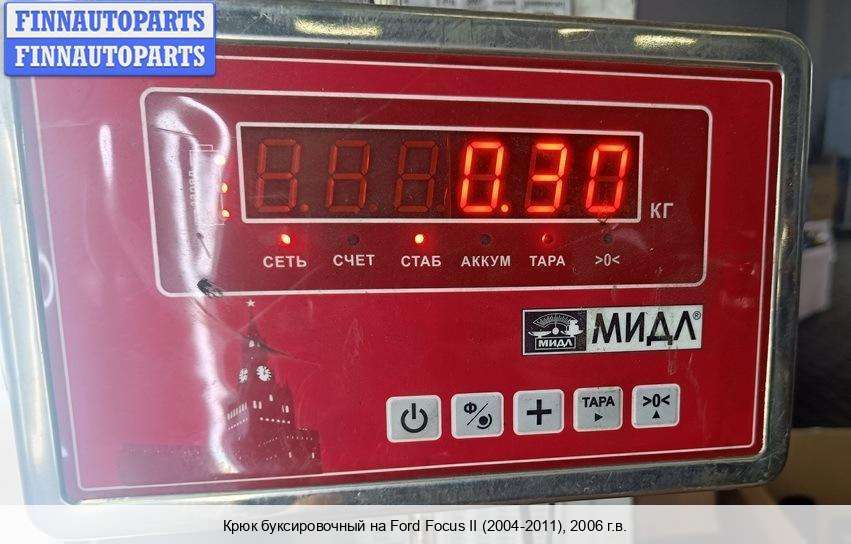 FINNAUTOPARTS
FINNAUTOPARTS
0.30
КГ
СЕТЬ СЧЕТ СТАБ АККУМ ТАРА >0<
МИДЛ МИДЛ®
Ф ТАРА >0<
Крюк буксировочный на Ford Focus II (2004-2011), 2006 г.в.